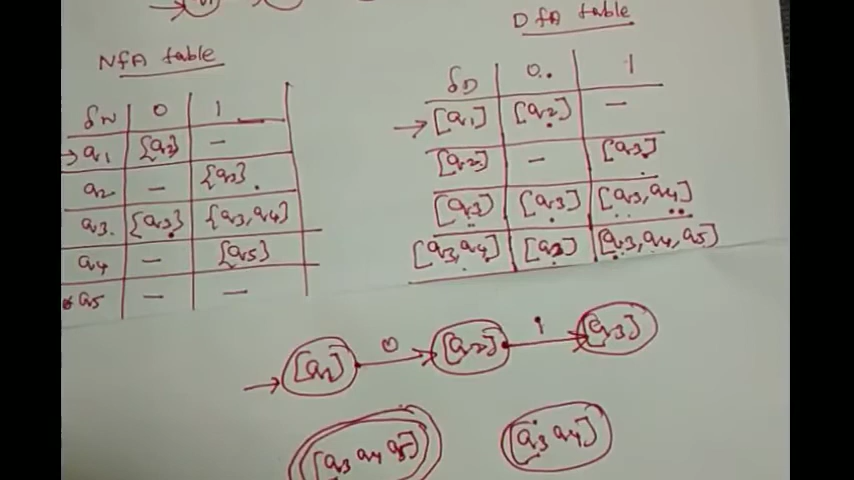 NfA table
δN 0 1
→q1 {q2} -
q2 - {q3}
q3 {q3} {q3,q4}
q4 - {q5}
*q5 - -
DfA table
δD 0 1
→[q1] [q2] -
[q2] - [q3]
[q3] [q3] [q3,q4]
[q3,q4] [q3] [q3,q4,q5]
[q1] 0 [q2] 1 [q3]
[q3 q4 q5] [q3 q4]